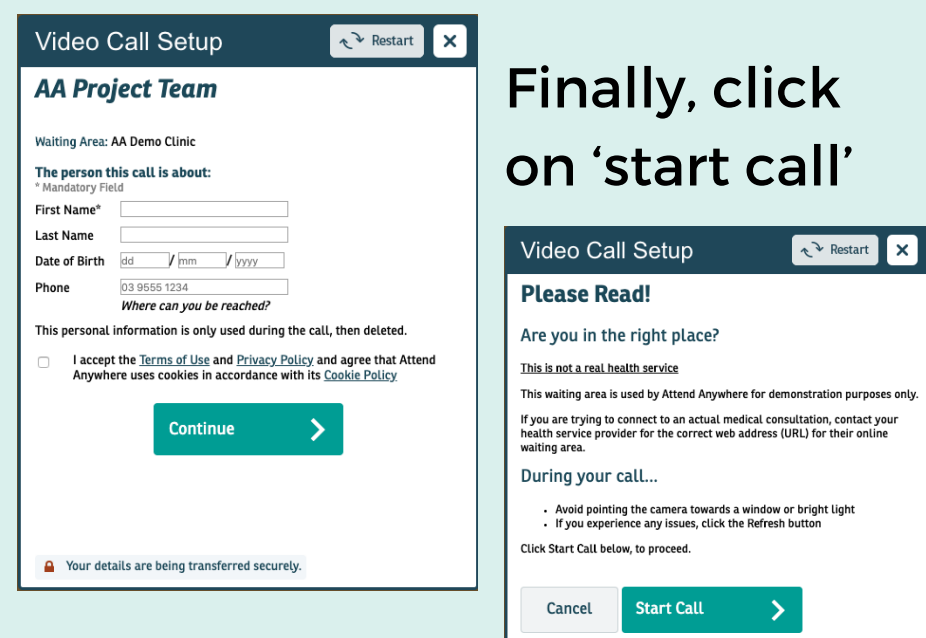 Video Call Setup
Restart
AA Project Team
Waiting Area: AA Demo Clinic
The person this call is about:
* Mandatory Field
First Name*
Last Name
Date of Birth dd / mm / yyyy
Phone 03 9555 1234
Where can you be reached?
This personal information is only used during the call, then deleted.
I accept the Terms of Use and Privacy Policy and agree that Attend
Anywhere uses cookies in accordance with its Cookie Policy
Continue
Your details are being transferred securely.
Finally, click
on ‘start call’
Video Call Setup
Restart
Please Read!
Are you in the right place?
This is not a real health service
This waiting area is used by Attend Anywhere for demonstration purposes only.
If you are trying to connect to an actual medical consultation, contact your
health service provider for the correct web address (URL) for their online
waiting area.
During your call...
• Avoid pointing the camera towards a window or bright light
• If you experience any issues, click the Refresh button
Click Start Call below, to proceed.
Cancel
Start Call